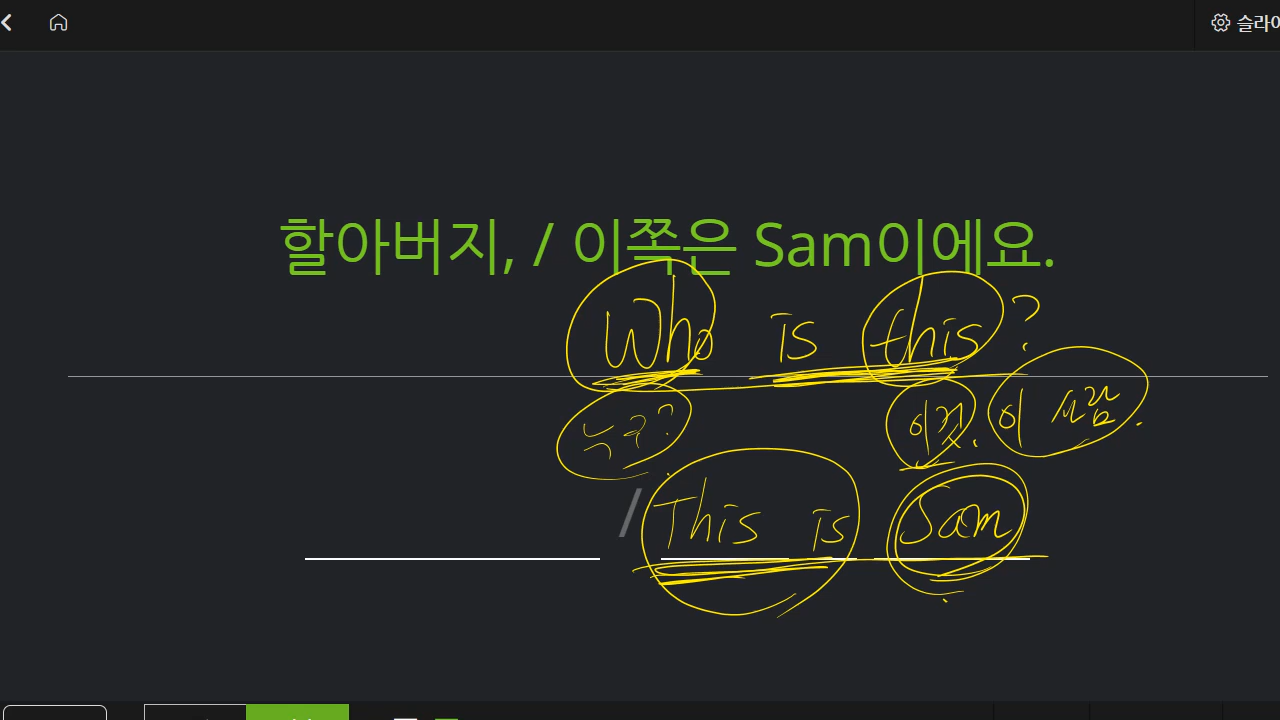 슬라이
할아버지, / 이쪽은 Sam이에요.
Who is this?
누구? 이것. 이 사람.
/ This is Sam